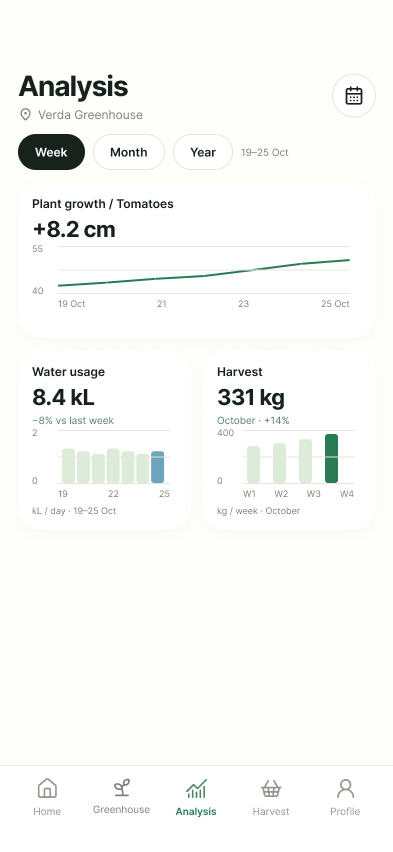 Analysis
Verda Greenhouse
Week Month Year 19–25 Oct
Plant growth / Tomatoes
+8.2 cm
55
40
19 Oct 21 23 25 Oct
Water usage
8.4 kL
−8% vs last week
2
0
19 22 25
kL / day · 19–25 Oct
Harvest
331 kg
October · +14%
400
0
W1 W2 W3 W4
kg / week · October
Home Greenhouse Analysis Harvest Profile